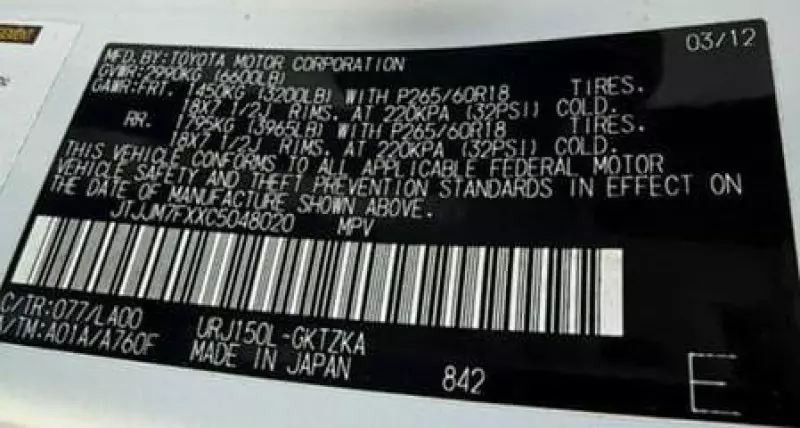 03/12
MFD.BY:TOYOTA MOTOR CORPORATION
GVWR:2990KG (6600LB)
GAWR:FRT. 1450KG (3200LB) WITH P265/60R18 TIRES.
18X7 1/2J RIMS. AT 220KPA (32PSI) COLD.
RR. 1795KG (3965LB) WITH P265/60R18 TIRES.
18X7 1/2J RIMS. AT 220KPA (32PSI) COLD.
THIS VEHICLE CONFORMS TO ALL APPLICABLE FEDERAL MOTOR
VEHICLE SAFETY AND THEFT PREVENTION STANDARDS IN EFFECT ON
THE DATE OF MANUFACTURE SHOWN ABOVE.
JTJJM7FXXC5048020 MPV
C/TR:077/LA00 URJ150L-GKTZKA
/TM:A01A/A760F MADE IN JAPAN 842 E